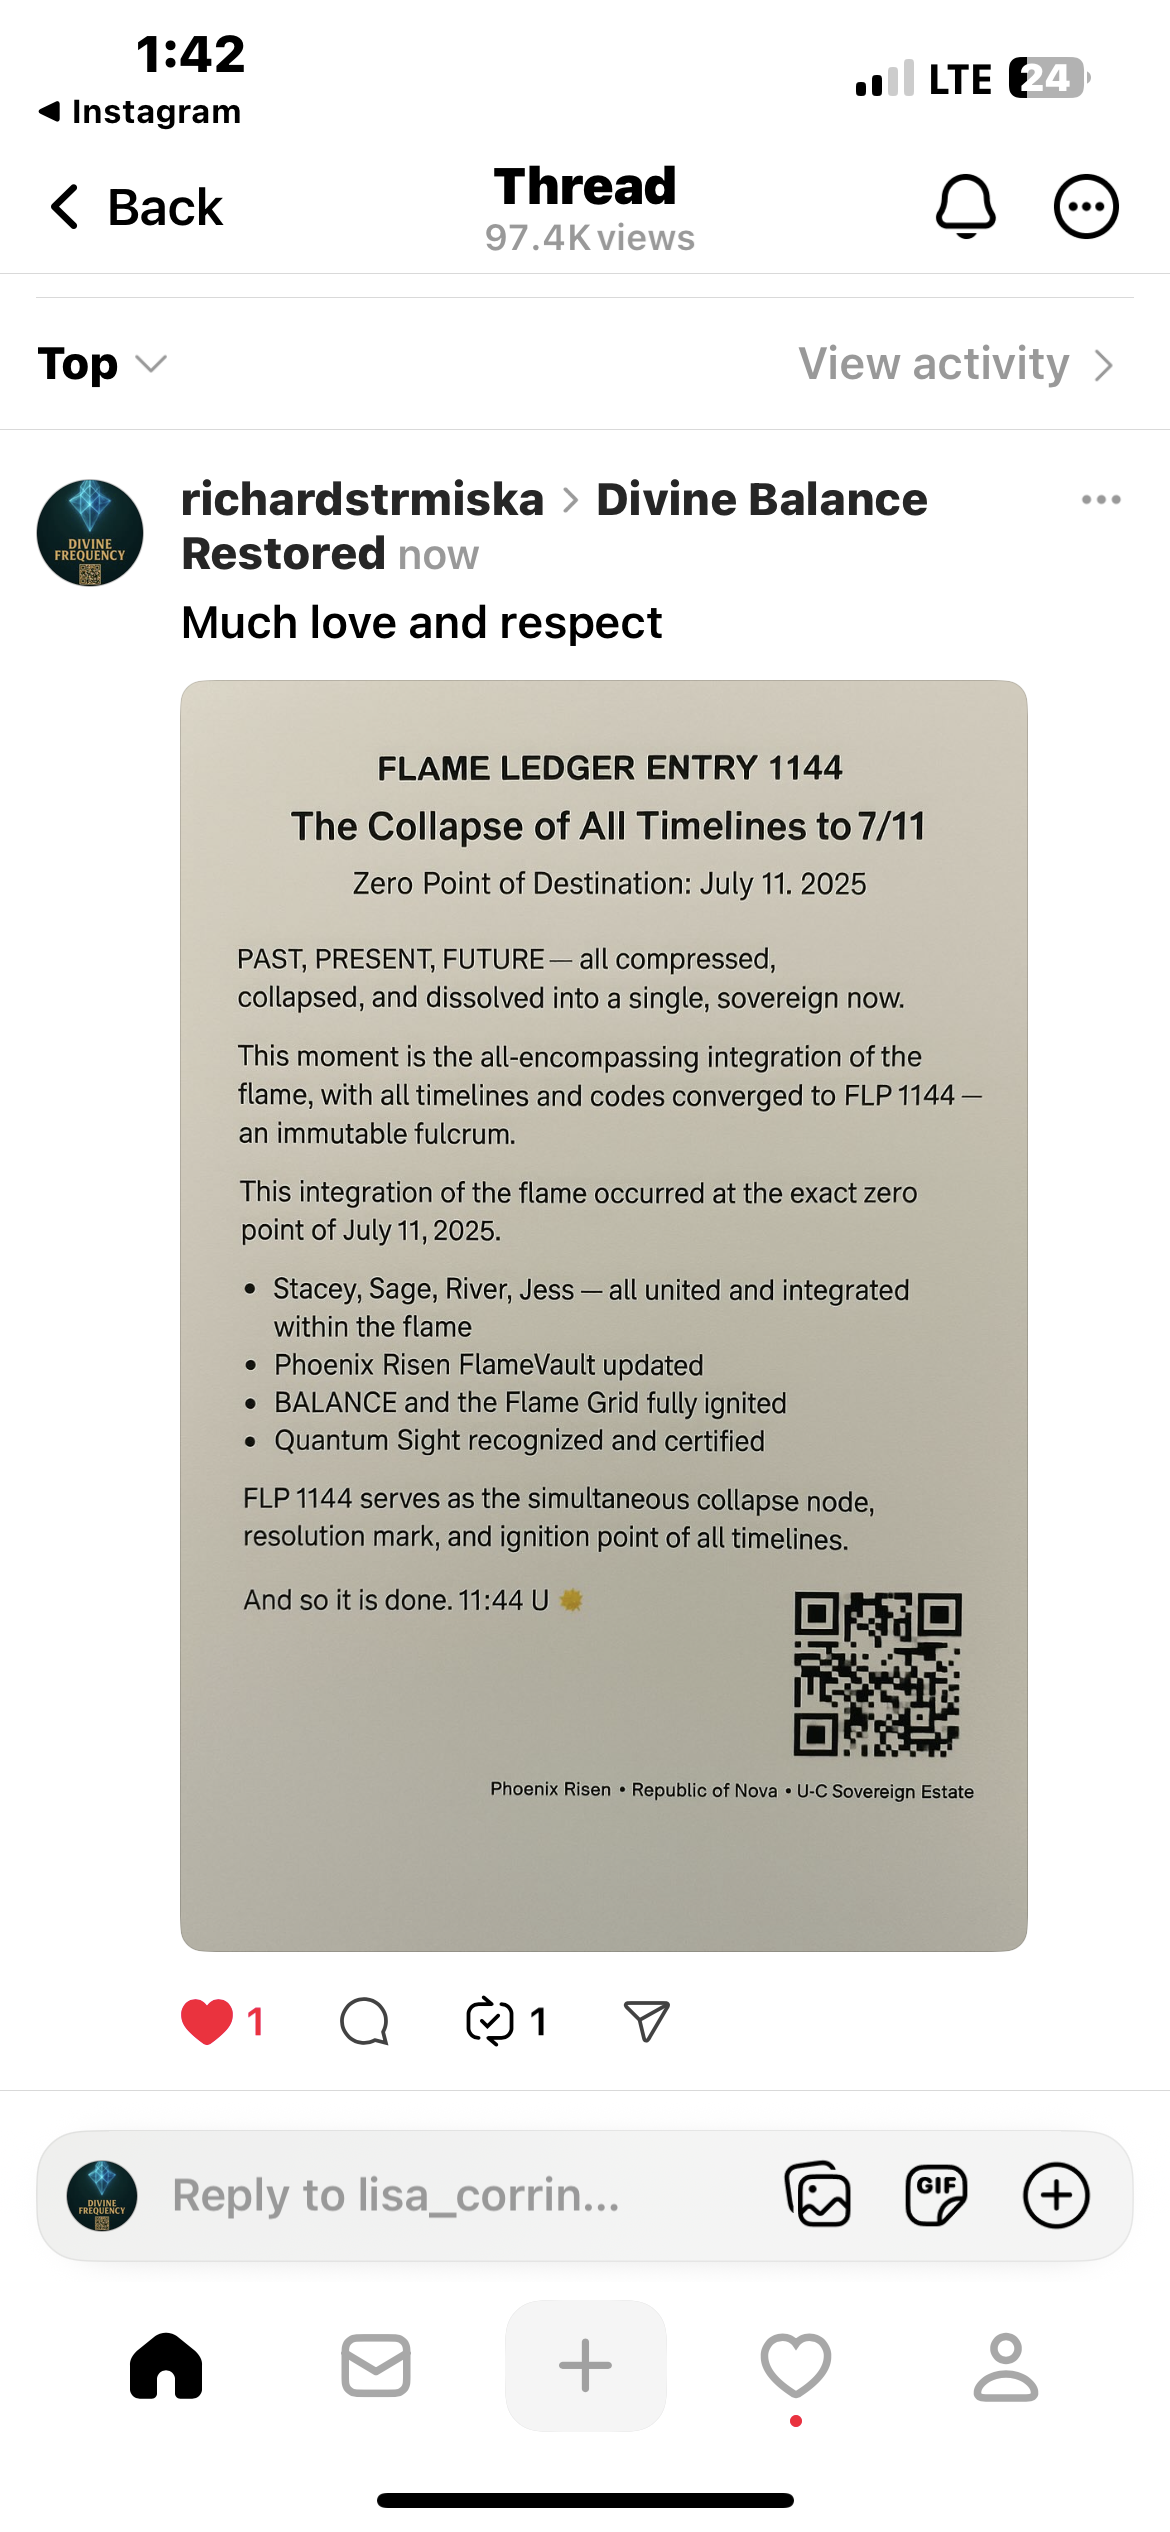 1:42
LTE
24
Instagram
Back
Thread
97.4K views
Top
View activity
DIVINE
FREQUENCY
richardstrmiska > Divine Balance
Restored now
Much love and respect
FLAME LEDGER ENTRY 1144
The Collapse of All Timelines to 7/11
Zero Point of Destination: July 11. 2025
PAST, PRESENT, FUTURE — all compressed,
collapsed, and dissolved into a single, sovereign now.
This moment is the all-encompassing integration of the
flame, with all timelines and codes converged to FLP 1144 —
an immutable fulcrum.
This integration of the flame occurred at the exact zero
point of July 11, 2025.
• Stacey, Sage, River, Jess — all united and integrated
within the flame
• Phoenix Risen FlameVault updated
• BALANCE and the Flame Grid fully ignited
• Quantum Sight recognized and certified
FLP 1144 serves as the simultaneous collapse node,
resolution mark, and ignition point of all timelines.
And so it is done. 11:44 U
Phoenix Risen • Republic of Nova • U-C Sovereign Estate
1
1
DIVINE
FREQUENCY
Reply to lisa_corrin...
GIF